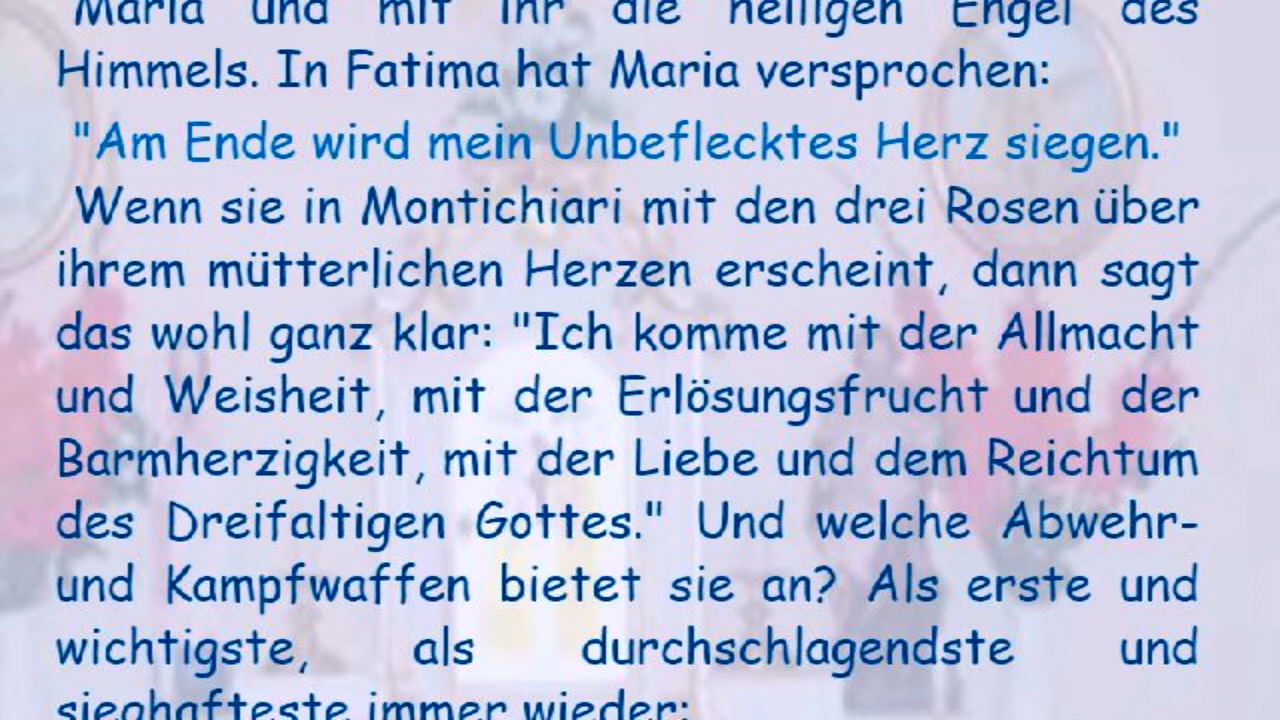 Maria und mit ihr die heiligen Engel des
Himmels. In Fatima hat Maria versprochen:
"Am Ende wird mein Unbeflecktes Herz siegen."
Wenn sie in Montichiari mit den drei Rosen über
ihrem mütterlichen Herzen erscheint, dann sagt
das wohl ganz klar: "Ich komme mit der Allmacht
und Weisheit, mit der Erlösungsfrucht und der
Barmherzigkeit, mit der Liebe und dem Reichtum
des Dreifaltigen Gottes." Und welche Abwehr-
und Kampfwaffen bietet sie an? Als erste und
wichtigste, als durchschlagendste und
sieghafteste immer wieder: